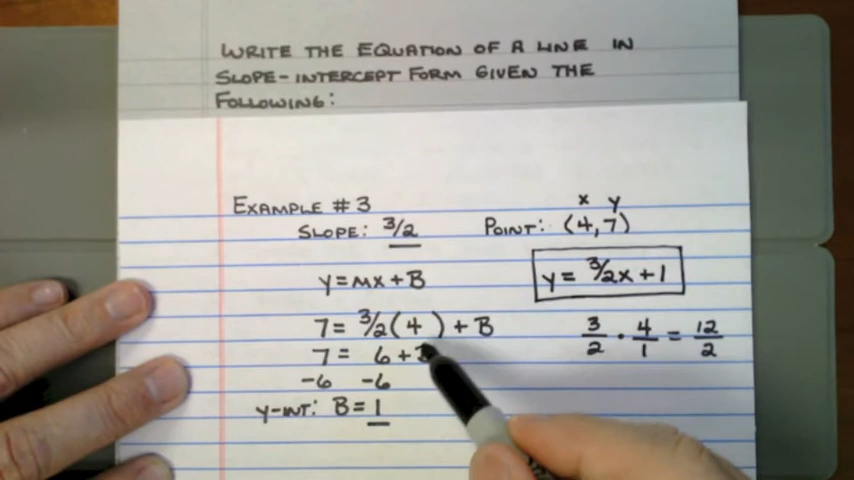 WRITE THE EQUATION OF A LINE IN
SLOPE-INTERCEPT FORM GIVEN THE
FOLLOWING:
EXAMPLE #3
SLOPE: 3/2
x y
POINT: (4,7)
y=mx+B
y = 3/2x+1
7= 3/2(4 )+B
7= 6+
-6 -6
y-INT: B=1
3/2 · 4/1 = 12/2